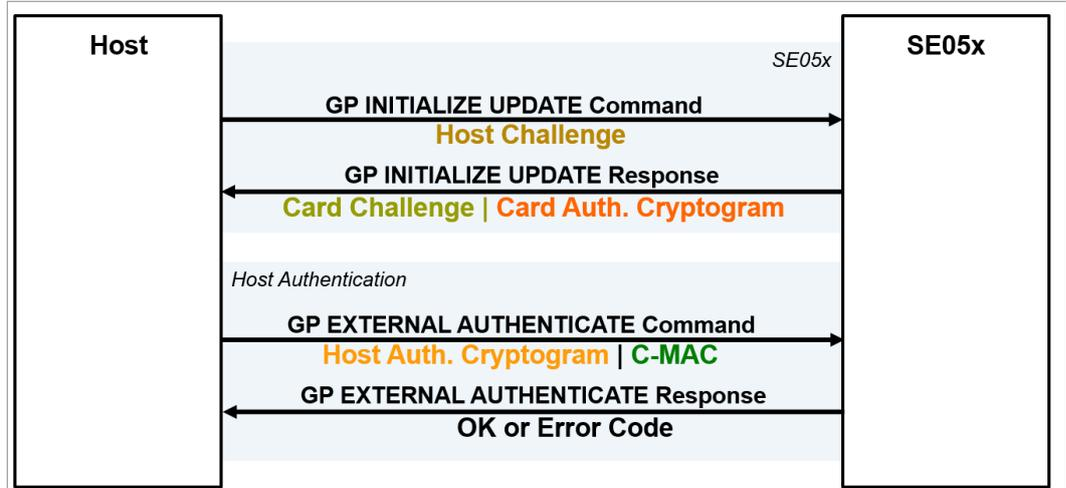 Host
SE05x
SE05x
GP INITIALIZE UPDATE Command
Host Challenge
GP INITIALIZE UPDATE Response
Card Challenge | Card Auth. Cryptogram
Host Authentication
GP EXTERNAL AUTHENTICATE Command
Host Auth. Cryptogram | C-MAC
GP EXTERNAL AUTHENTICATE Response
OK or Error Code